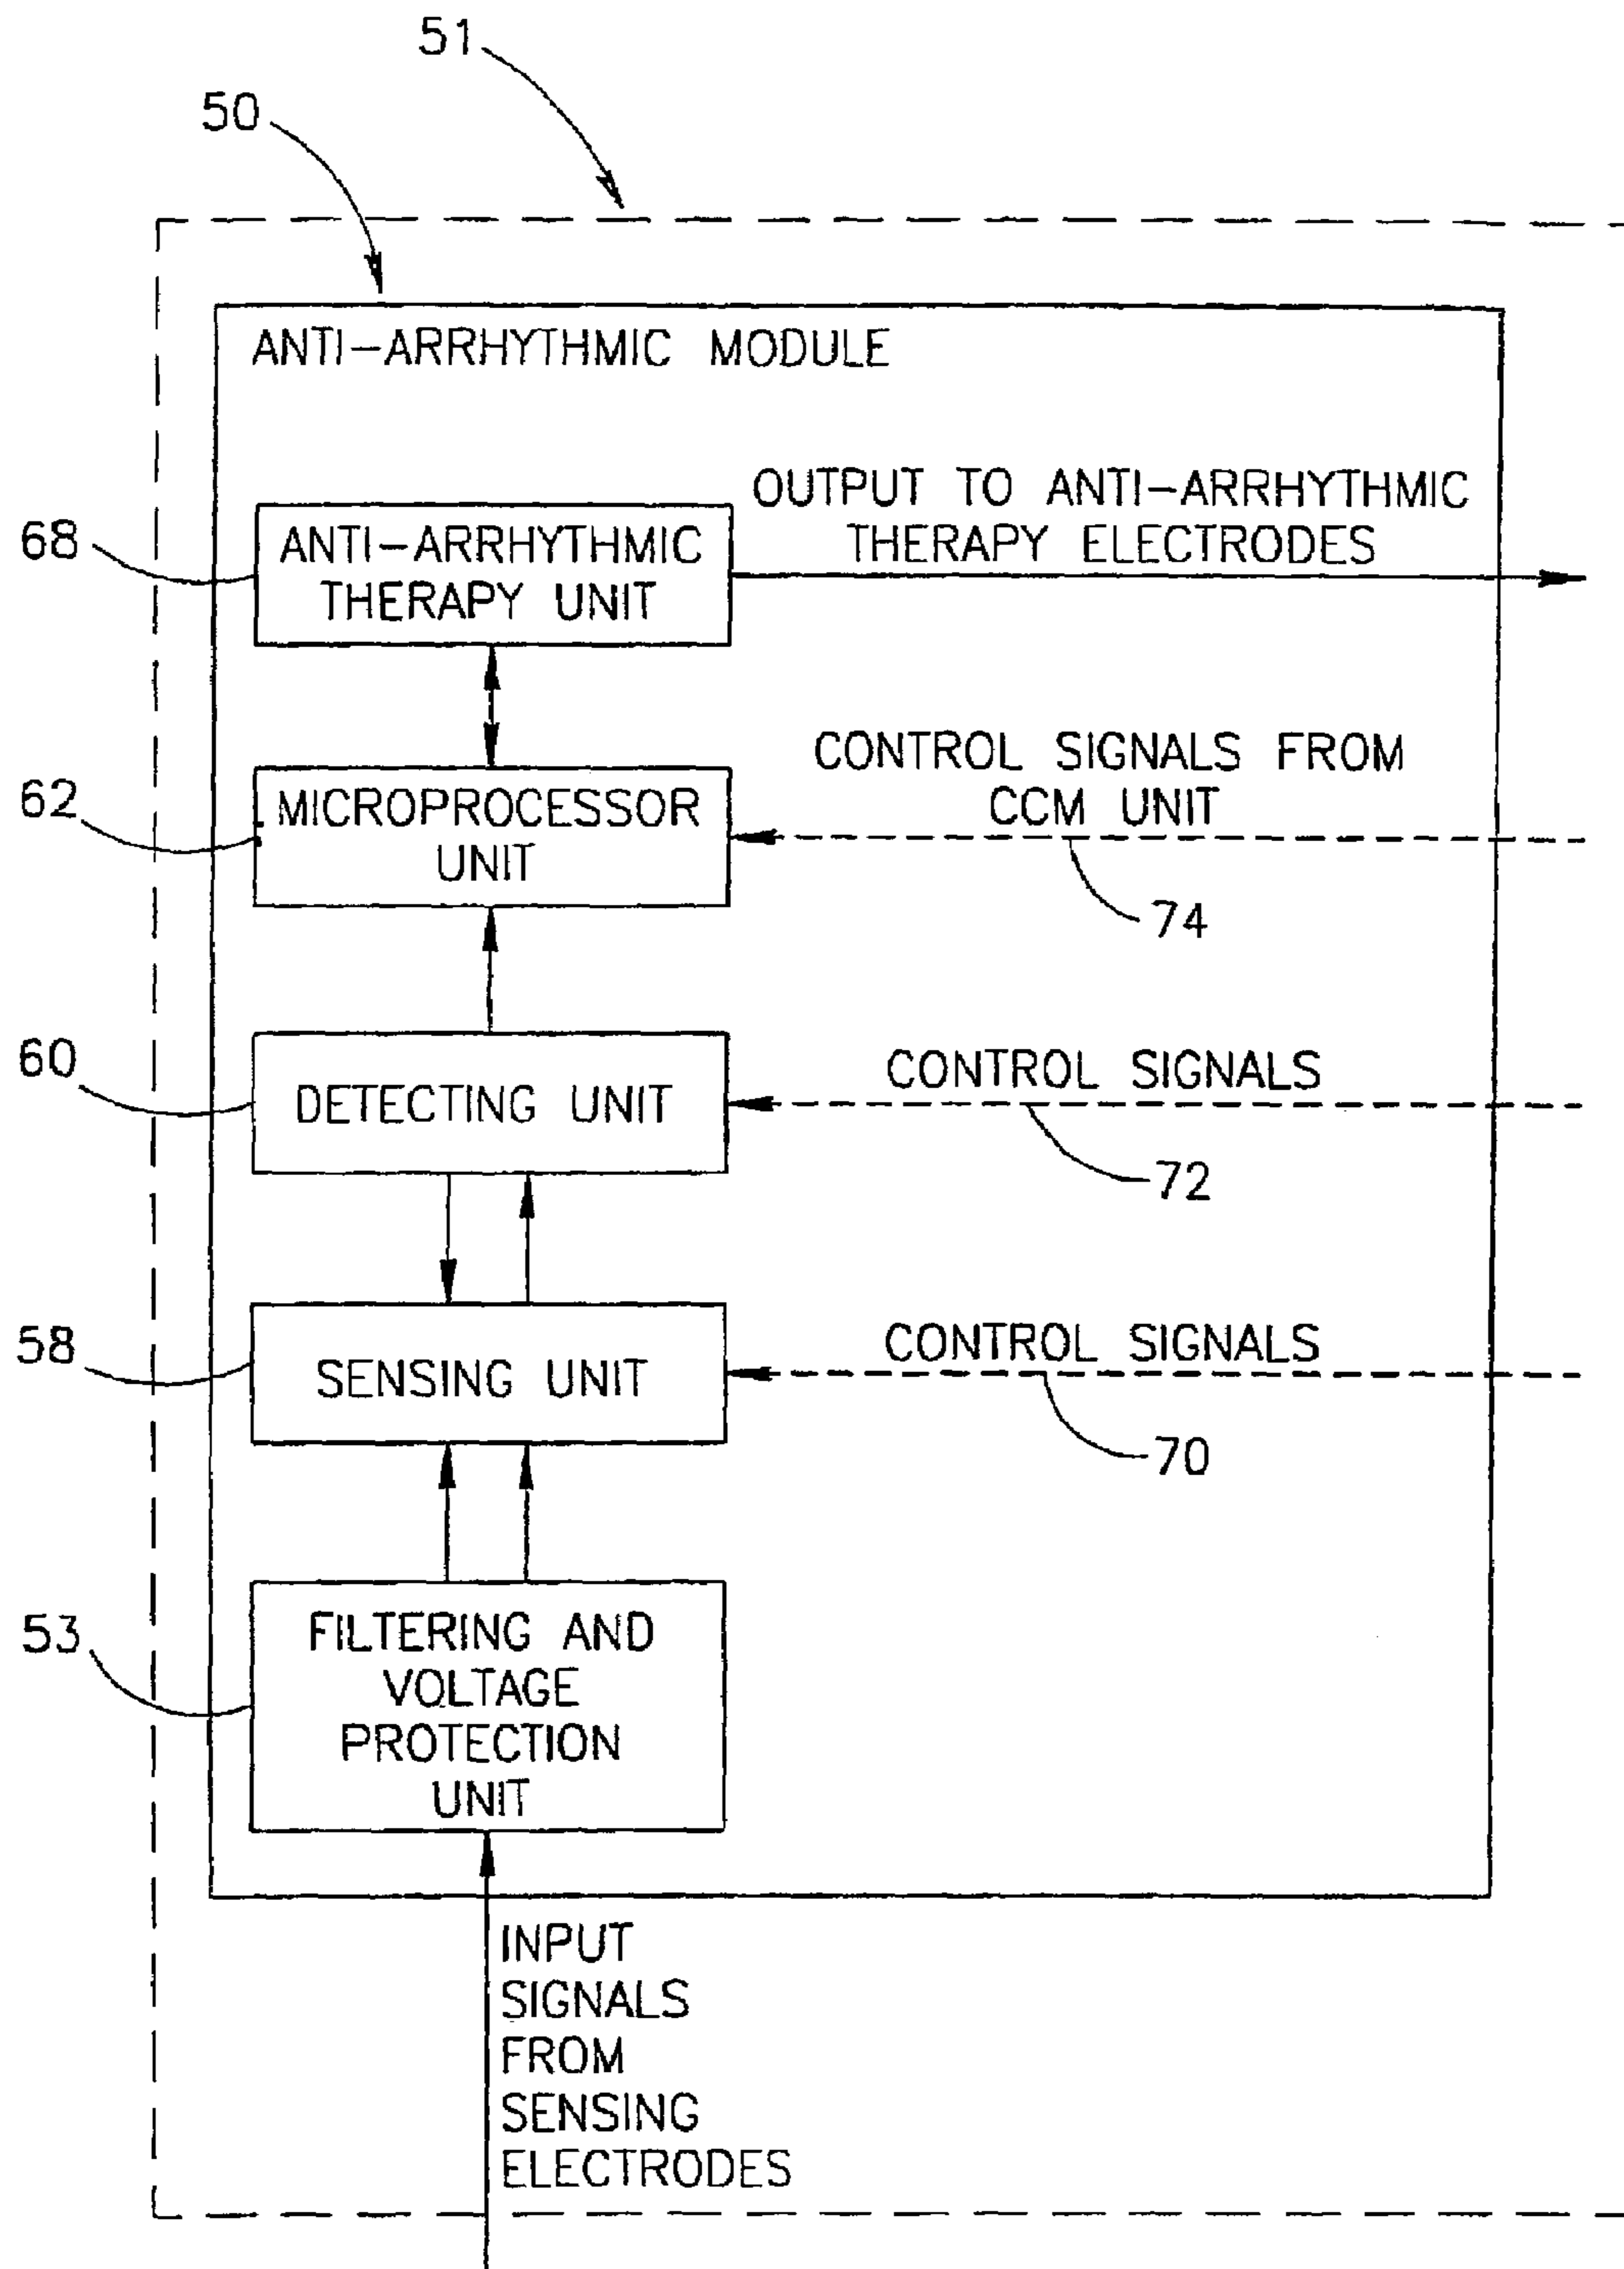 51
50
ANTI-ARRHYTHMIC MODULE
OUTPUT TO ANTI-ARRHYTHMIC
THERAPY ELECTRODES
68
ANTI-ARRHYTHMIC
THERAPY UNIT
CONTROL SIGNALS FROM
CCM UNIT
62
MICROPROCESSOR
UNIT
74
60
DETECTING UNIT
CONTROL SIGNALS
72
58
SENSING UNIT
CONTROL SIGNALS
70
53
FILTERING AND
VOLTAGE
PROTECTION
UNIT
INPUT
SIGNALS
FROM
SENSING
ELECTRODES